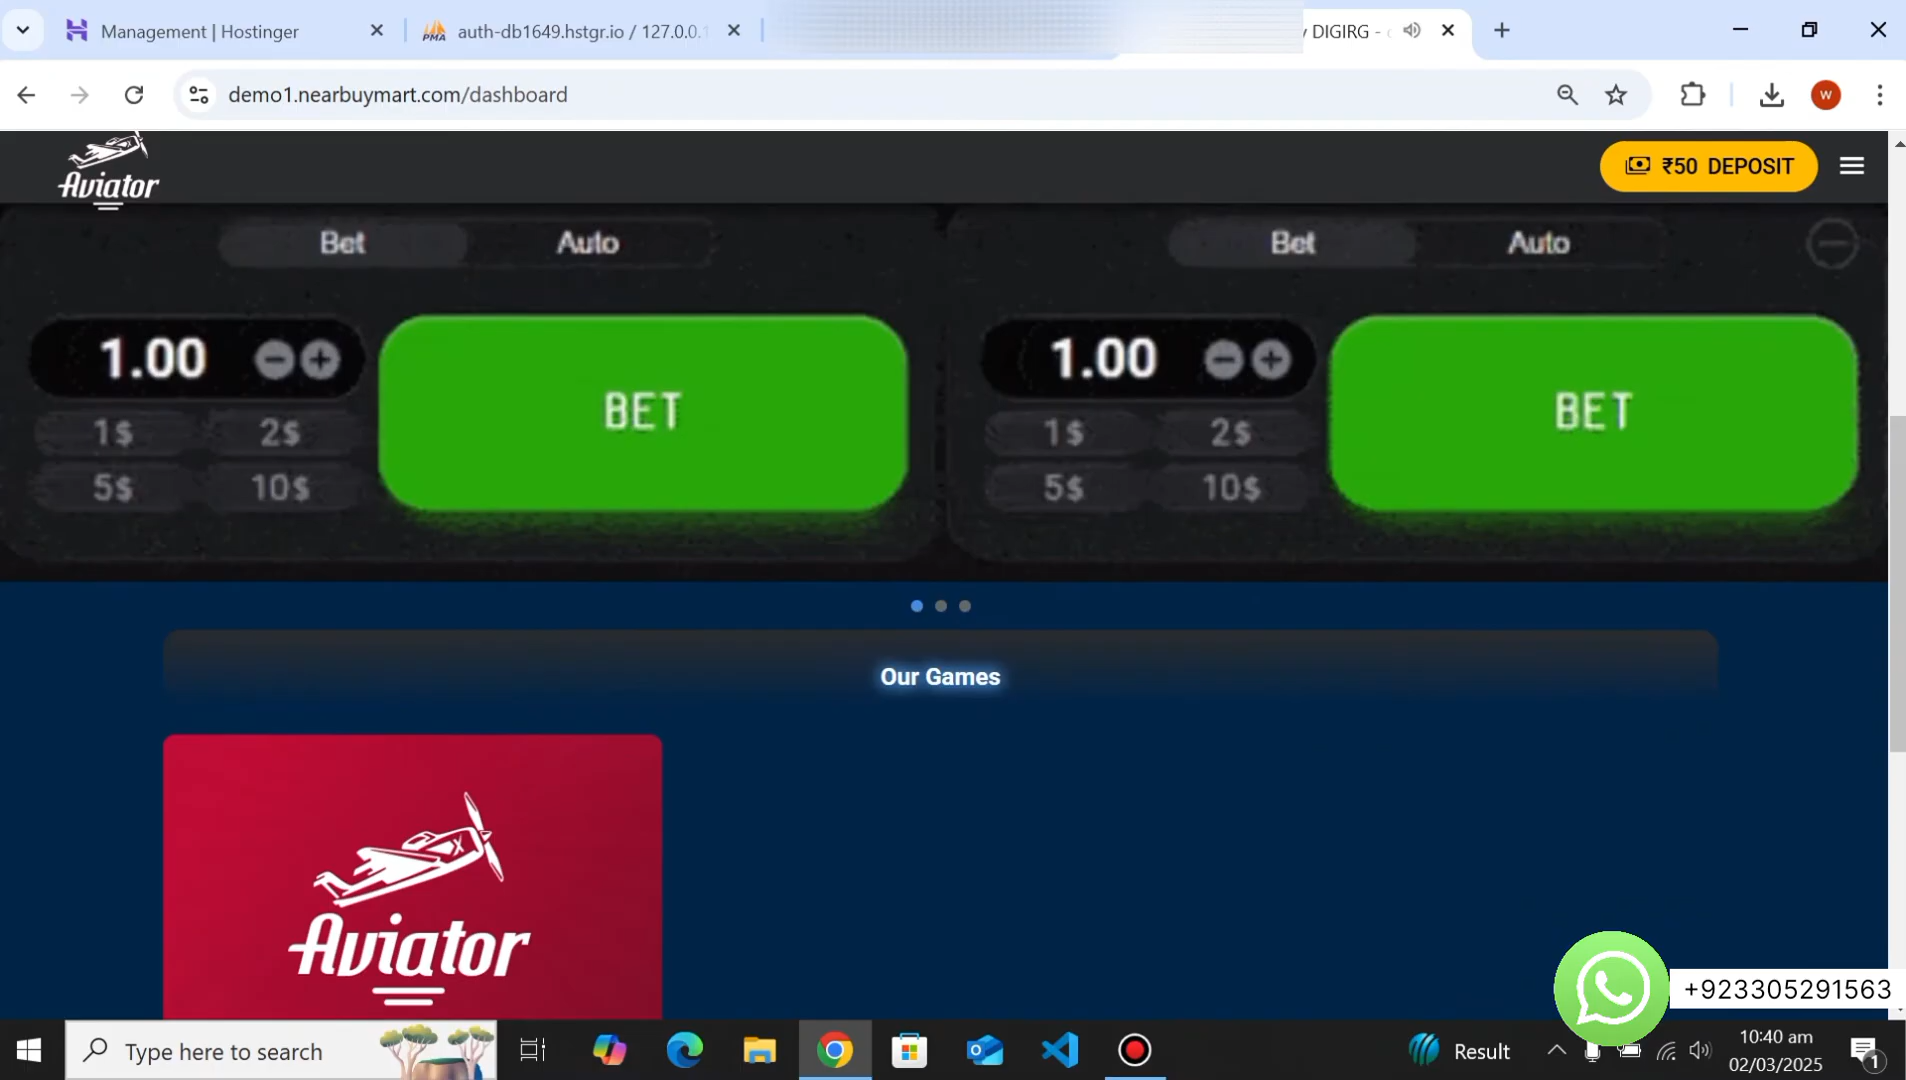 Management | Hostinger
auth-db1649.hstgr.io / 127.0.0.1
DIGIRG -
demo1.nearbuymart.com/dashboard
W
Aviator
₹50 DEPOSIT
Bet Auto
Bet Auto
1.00
BET
1$ 2$
5$ 10$
1.00
BET
1$ 2$
5$ 10$
Our Games
Aviator
+923305291563
Type here to search
Result
10:40 am
02/03/2025
1